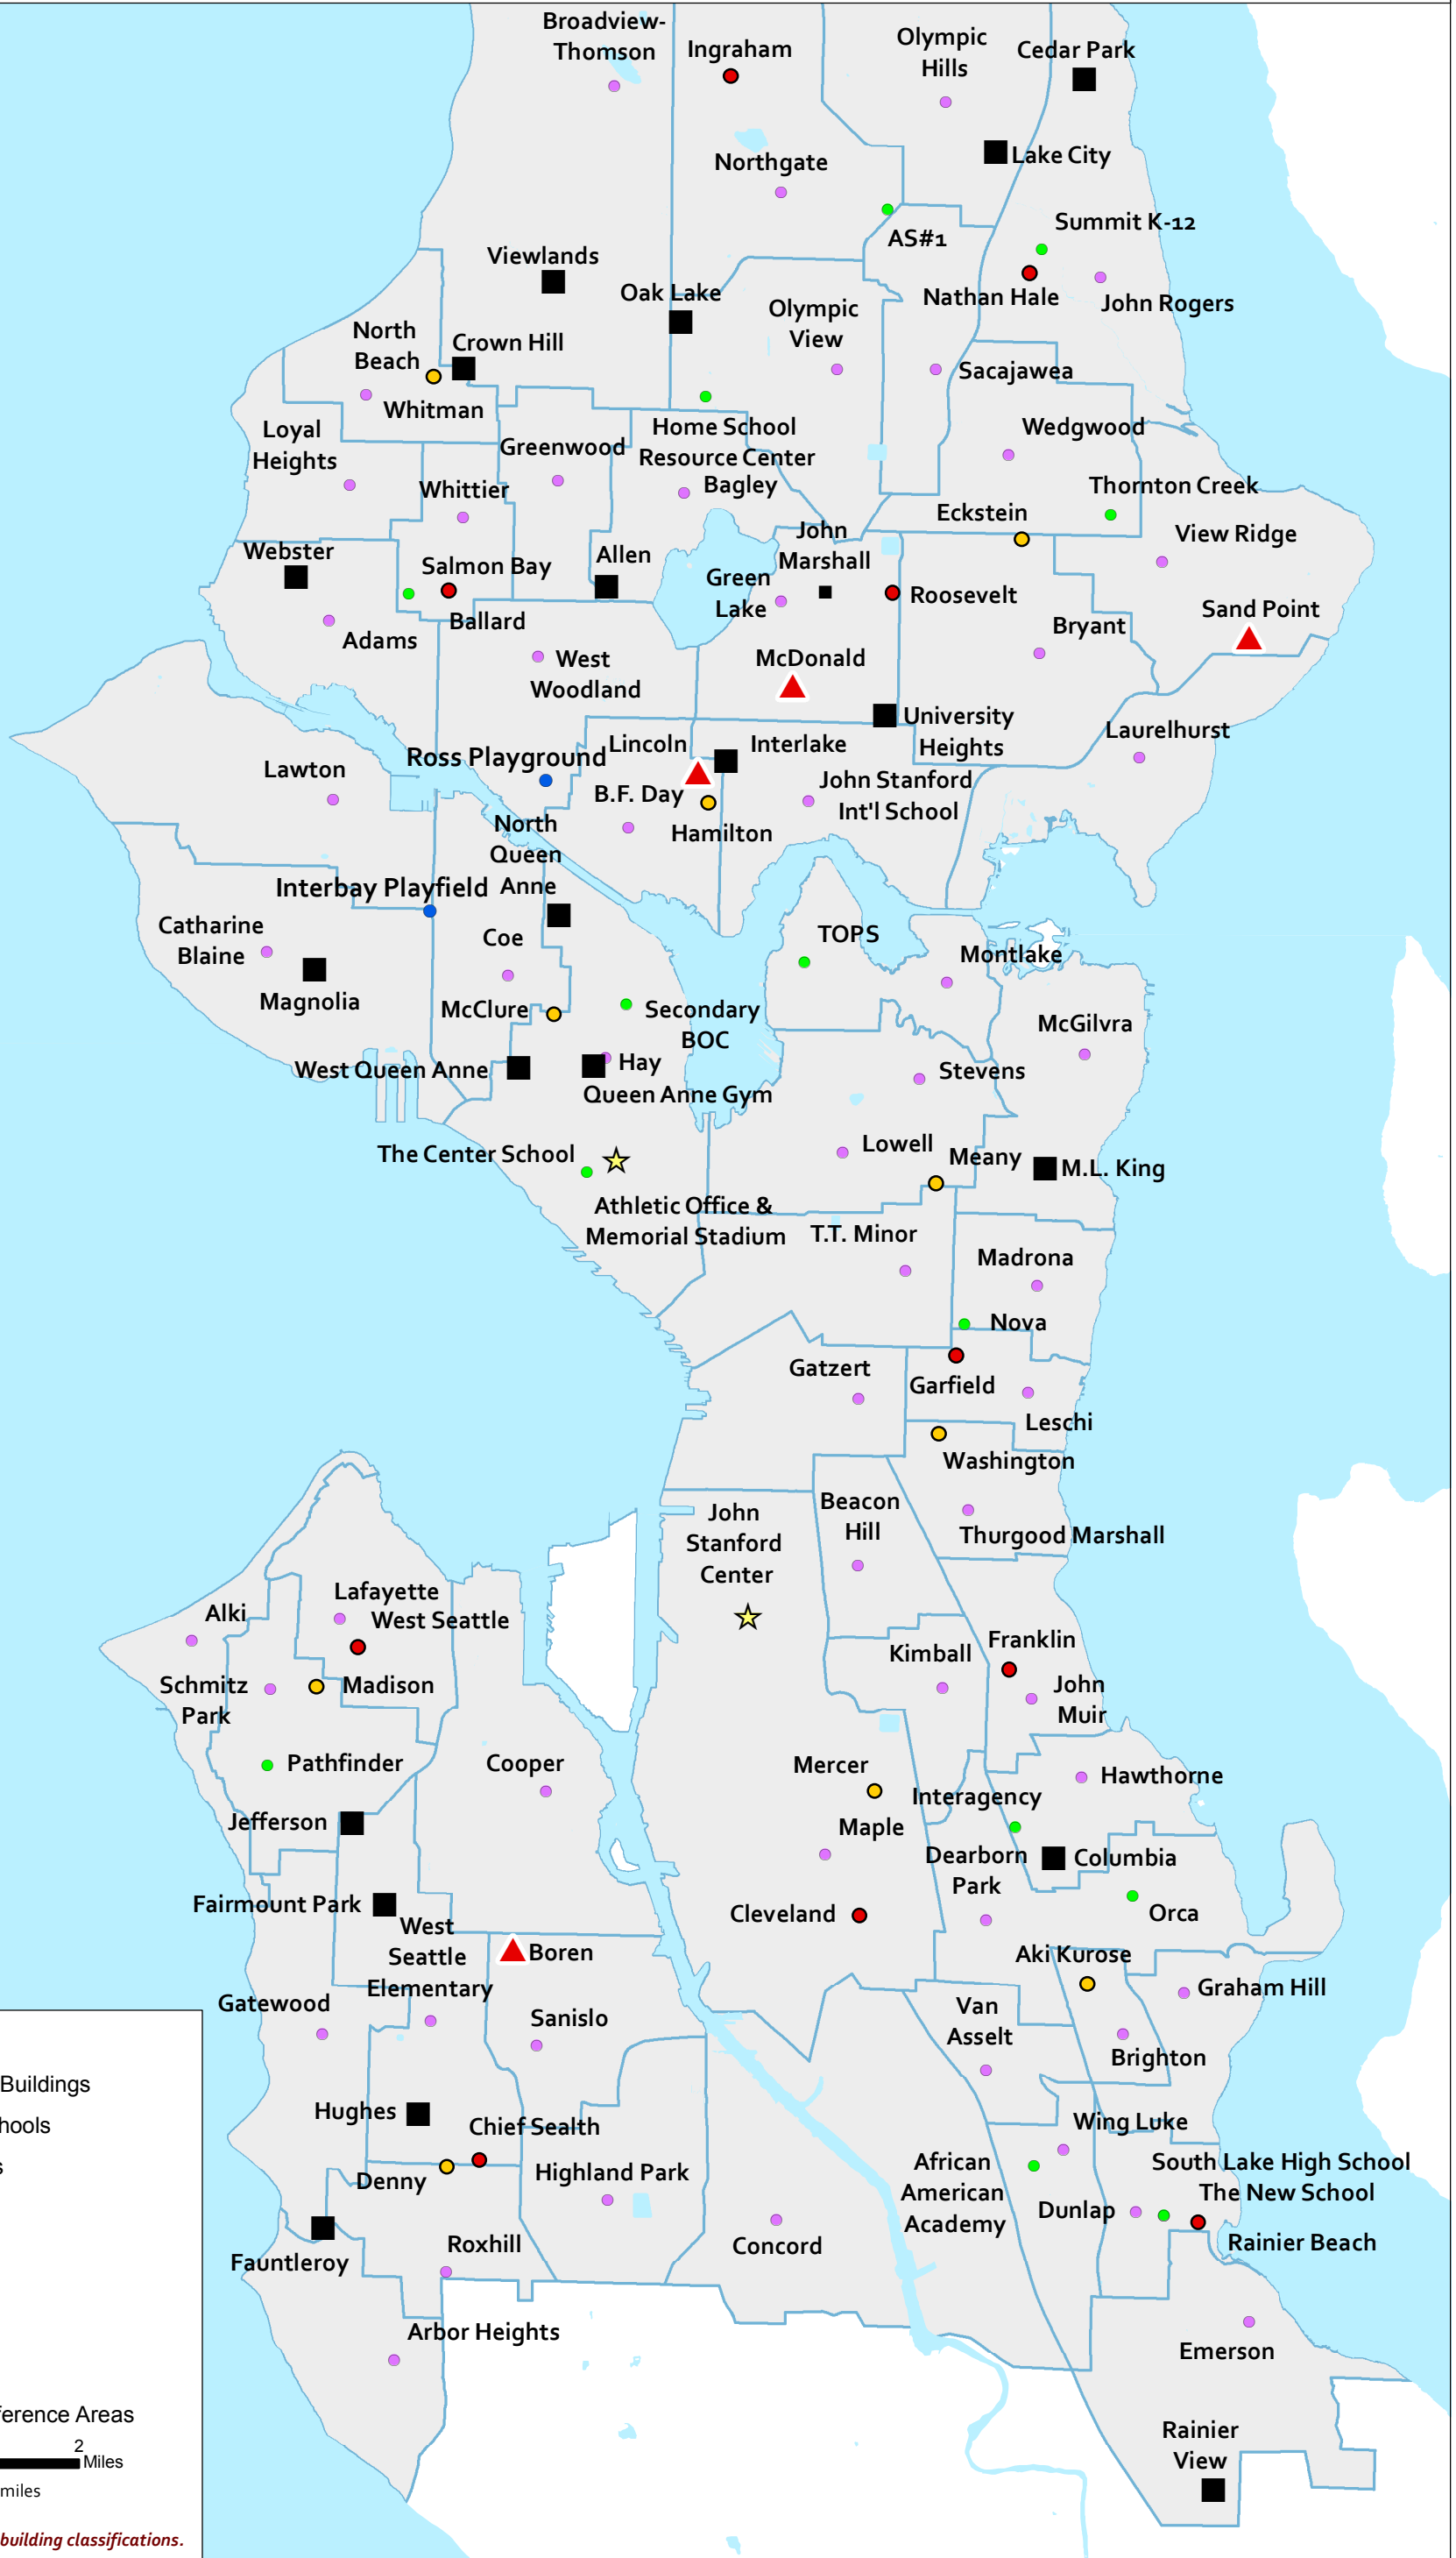 Broadview-
Thomson
Ingraham
Olympic
Hills
Cedar Park
Lake City
Northgate
AS#1
Summit K-12
Viewlands
Oak Lake
Nathan Hale
John Rogers
Olympic
View
North
Beach
Crown Hill
Sacajawea
Whitman
Loyal
Heights
Greenwood
Home School
Resource Center
Wedgwood
Whittier
Bagley
Thornton Creek
Eckstein
View Ridge
John
Marshall
Webster
Allen
Salmon Bay
Green
Lake
Roosevelt
Sand Point
Ballard
Adams
Bryant
West
Woodland
McDonald
University
Heights
Laurelhurst
Lincoln
Interlake
Ross Playground
Lawton
B.F. Day
John Stanford
Int'l School
Hamilton
North
Queen
Anne
Interbay Playfield
Catharine
Blaine
Coe
TOPS
Montlake
Magnolia
McClure
Secondary
BOC
McGilvra
West Queen Anne
Hay
Queen Anne Gym
Stevens
The Center School
Lowell
Meany
M.L. King
Athletic Office &
Memorial Stadium
T.T. Minor
Madrona
Nova
Gatzert
Garfield
Leschi
Washington
John
Stanford
Center
Beacon
Hill
Thurgood Marshall
Lafayette
West Seattle
Alki
Kimball
Franklin
Schmitz
Park
Madison
John
Muir
Pathfinder
Cooper
Mercer
Interagency
Hawthorne
Jefferson
Maple
Dearborn
Park
Columbia
Fairmount Park
Cleveland
Orca
West
Seattle
Elementary
Boren
Aki Kurose
Gatewood
Sanislo
Van
Asselt
Graham Hill
Brighton
Hughes
Chief Sealth
Wing Luke
Denny
Highland Park
African
American
Academy
South Lake High School
The New School
Dunlap
Rainier Beach
Fauntleroy
Roxhill
Concord
Arbor Heights
Emerson
Rainier
View
Buildings
hools
s
ference Areas
2
Miles
miles
building classifications.